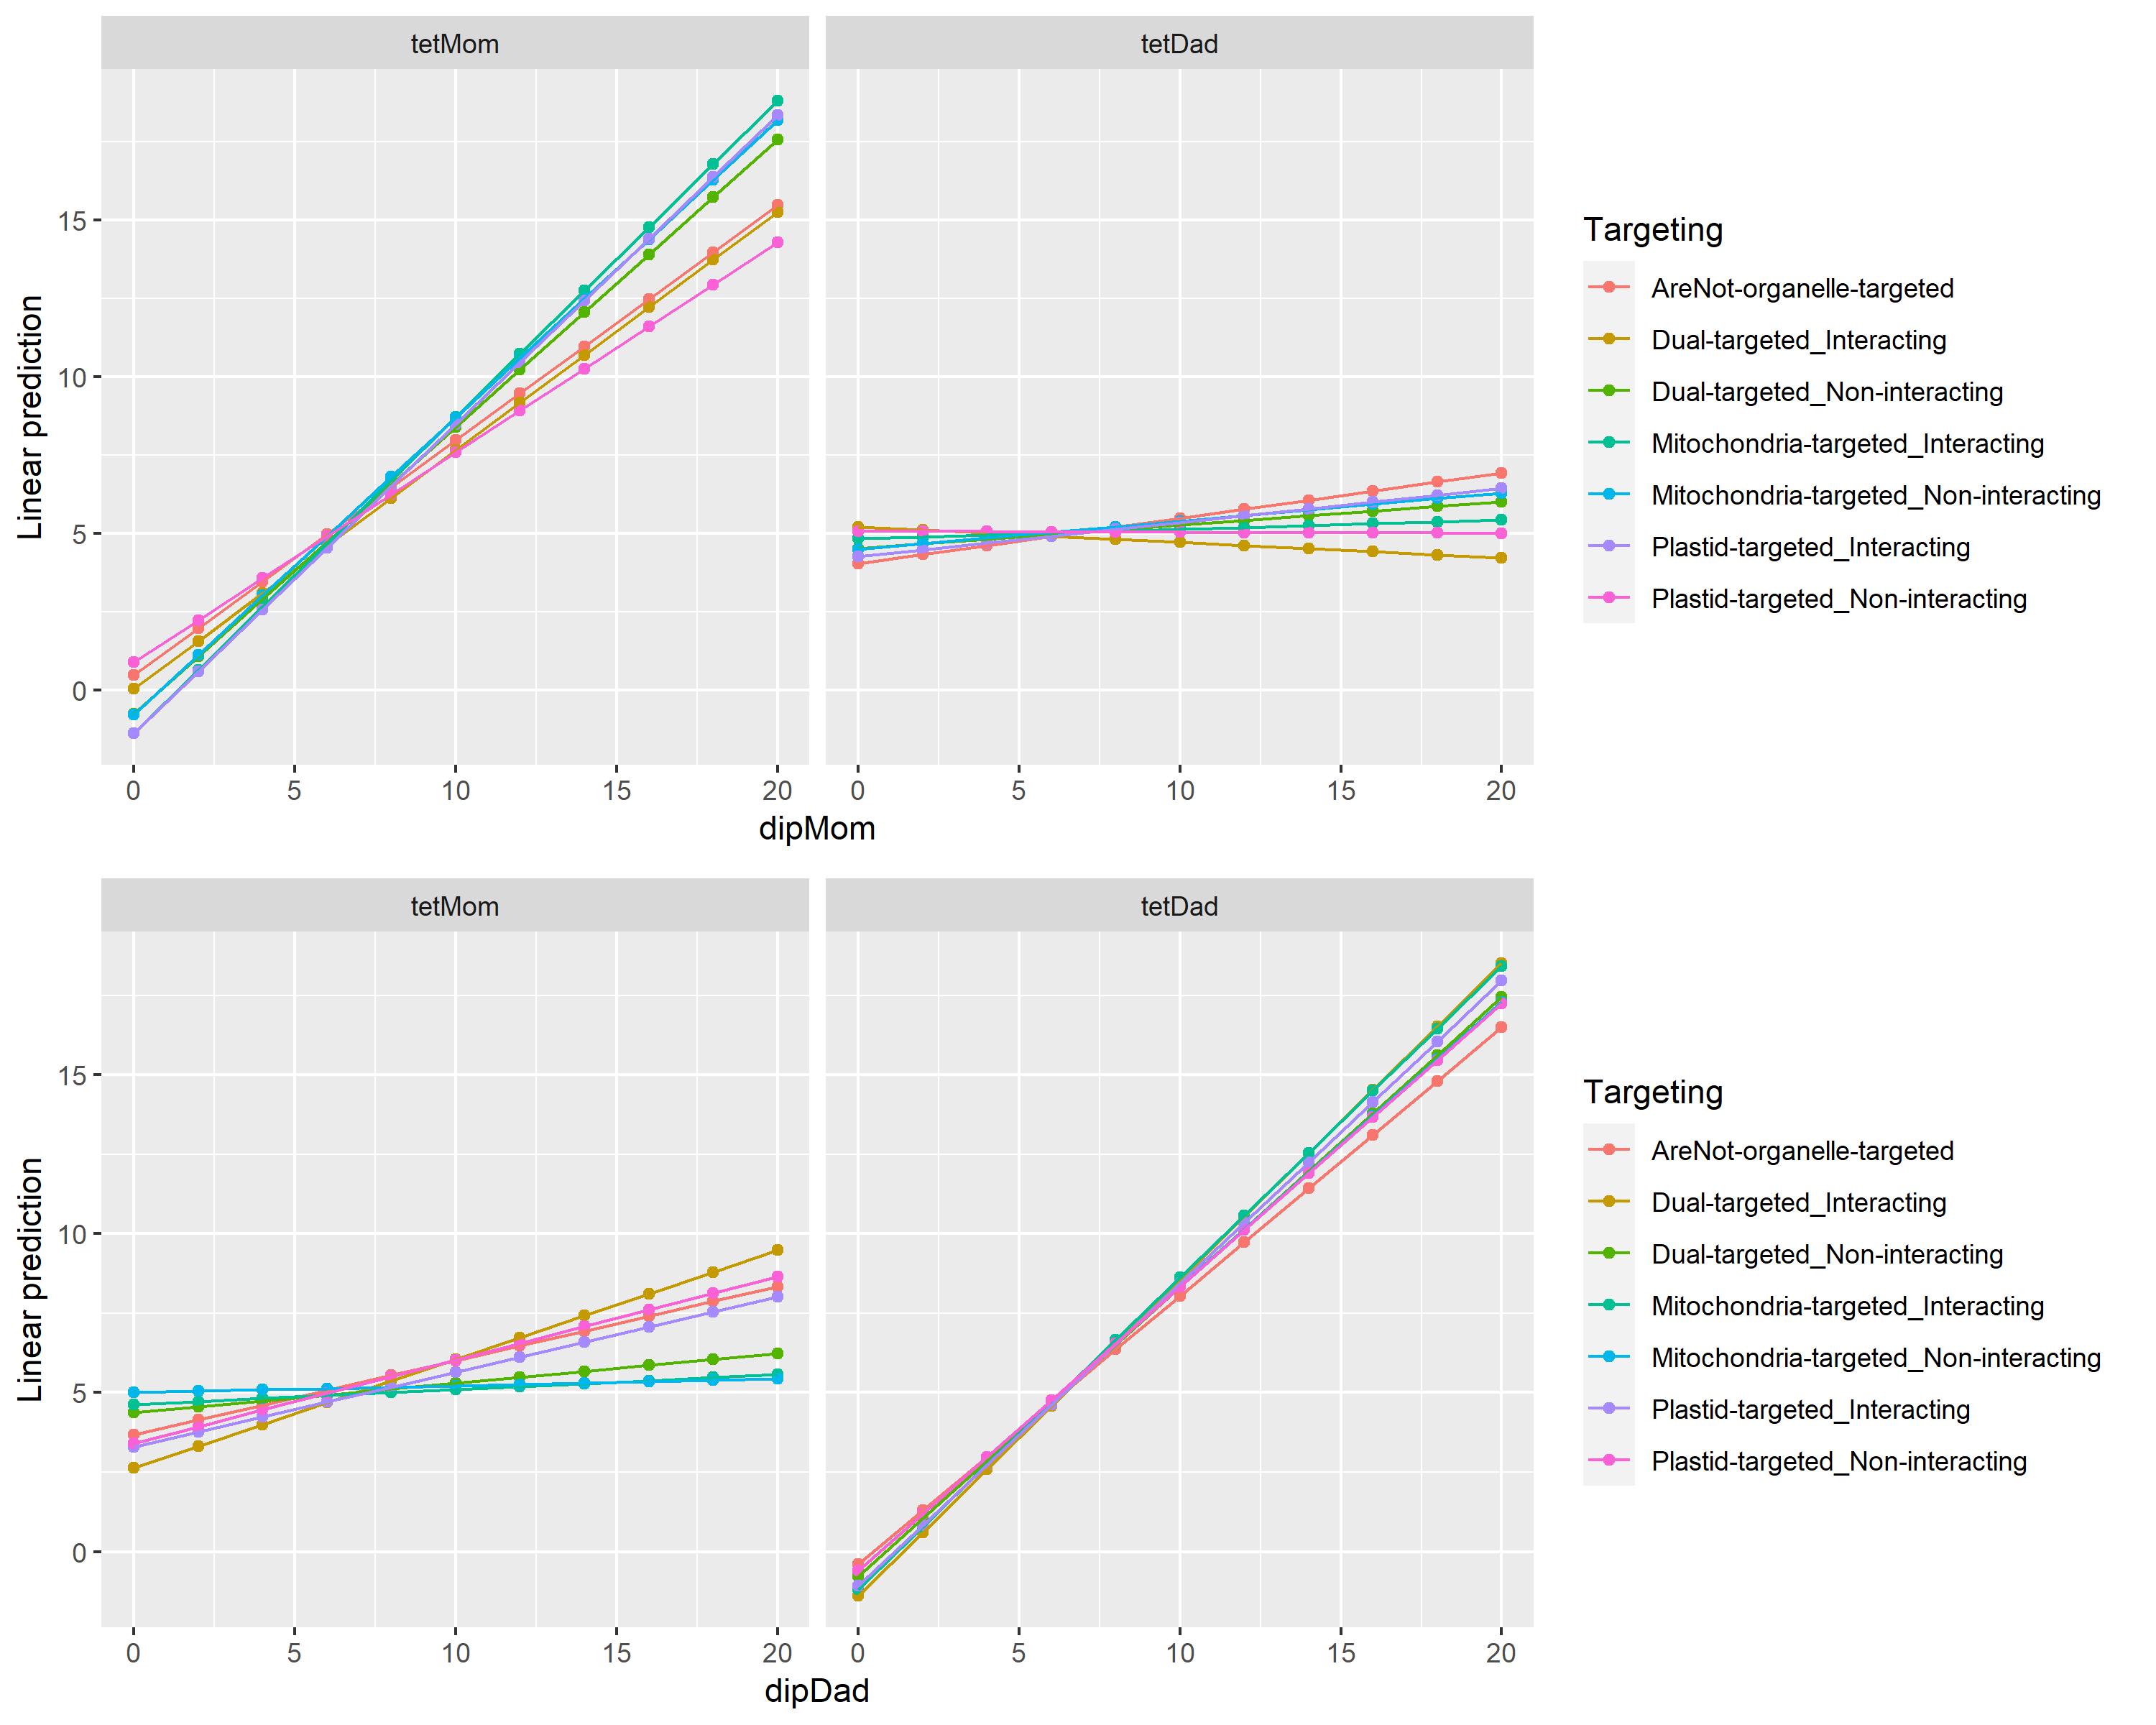 tetMom
tetDad
Linear prediction
15
10
5
0
0
5
10
15
20
0
5
10
15
20
dipMom
Targeting
AreNot-organelle-targeted
Dual-targeted_Interacting
Dual-targeted_Non-interacting
Mitochondria-targeted_Interacting
Mitochondria-targeted_Non-interacting
Plastid-targeted_Interacting
Plastid-targeted_Non-interacting
tetMom
tetDad
Linear prediction
15
10
5
0
0
5
10
15
20
0
5
10
15
20
dipDad
Targeting
AreNot-organelle-targeted
Dual-targeted_Interacting
Dual-targeted_Non-interacting
Mitochondria-targeted_Interacting
Mitochondria-targeted_Non-interacting
Plastid-targeted_Interacting
Plastid-targeted_Non-interacting